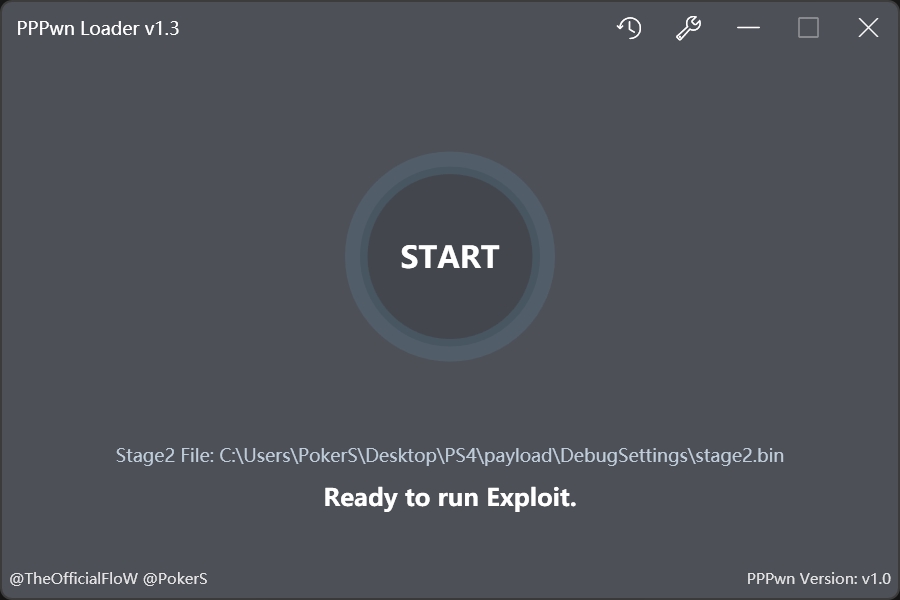 PPPwn Loader v1.3
START
Stage2 File: C:\Users\PokerS\Desktop\PS4\payload\DebugSettings\stage2.bin
Ready to run Exploit.
@TheOfficialFloW @PokerS
PPPwn Version: v1.0